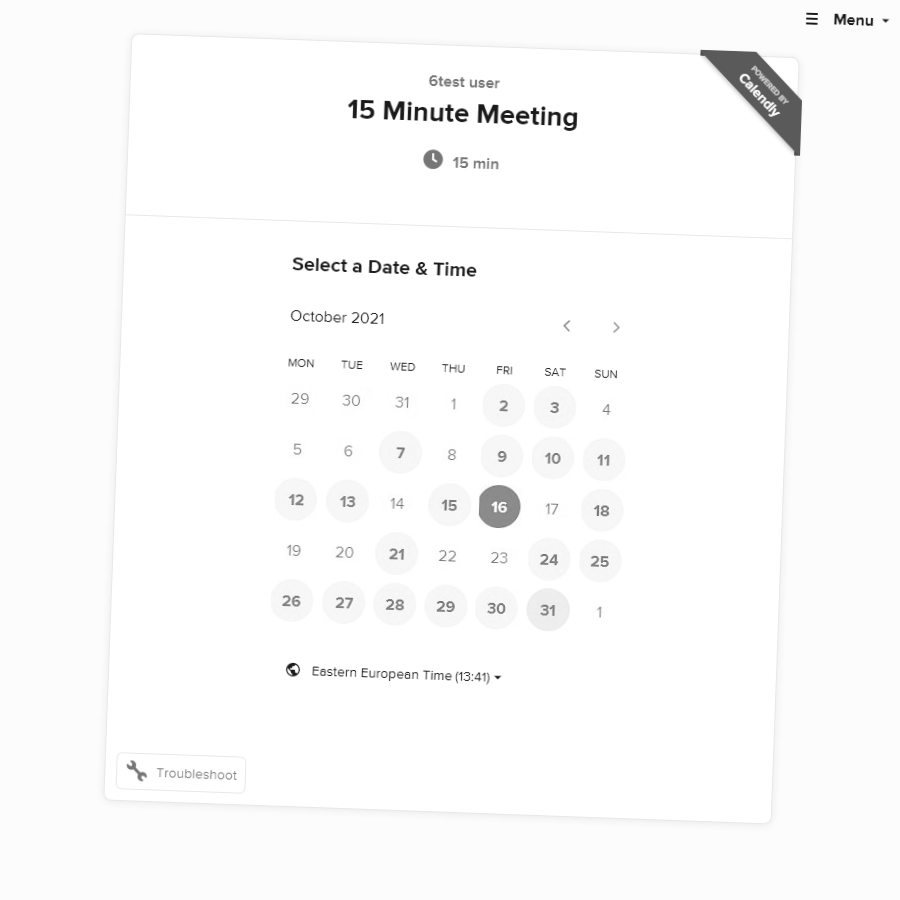 ☰ Menu
POWERED BY
Calendly
6test user
15 Minute Meeting
15 min
Select a Date & Time
October 2021
MON TUE WED THU FRI SAT SUN
29 30 31 1 2 3 4
5 6 7 8 9 10 11
12 13 14 15 16 17 18
19 20 21 22 23 24 25
26 27 28 29 30 31 1
Eastern European Time (13:41)
Troubleshoot